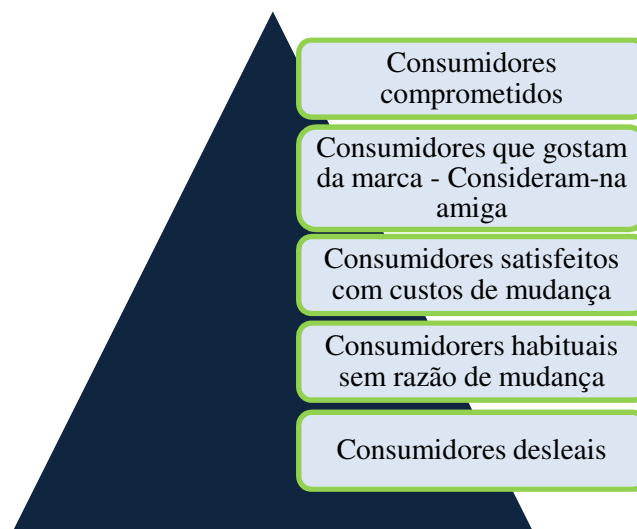 Consumidores
comprometidos
Consumidores que gostam
da marca - Consideram-na
amiga
Consumidores satisfeitos
com custos de mudança
Consumidorers habituais
sem razão de mudança
Consumidores desleais